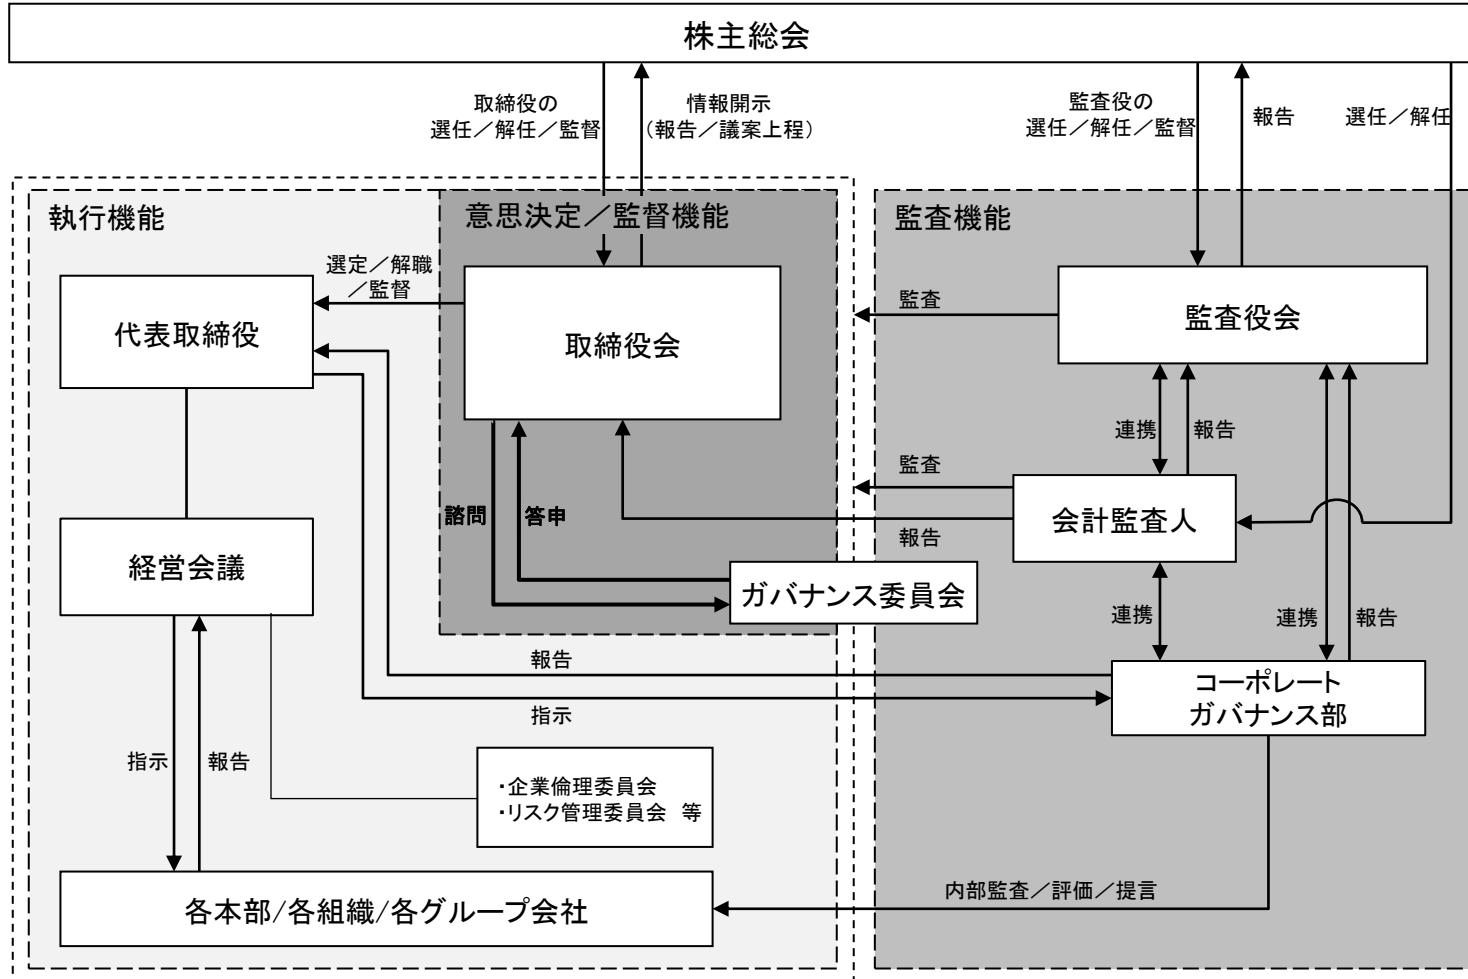 株主総会
取締役の
選任／解任／監督
情報開示
（報告／議案上程）
監査役の
選任／解任／監督
報告
選任／解任
執行機能
意思決定／監督機能
監査機能
選定／解職
／監督
代表取締役
取締役会
監査
監査役会
連携
報告
監査
会計監査人
報告
諮問
答申
経営会議
ガバナンス委員会
連携
連携
報告
報告
指示
コーポレート
ガバナンス部
指示
報告
・企業倫理委員会
・リスク管理委員会　等
各本部/各組織/各グループ会社
内部監査／評価／提言